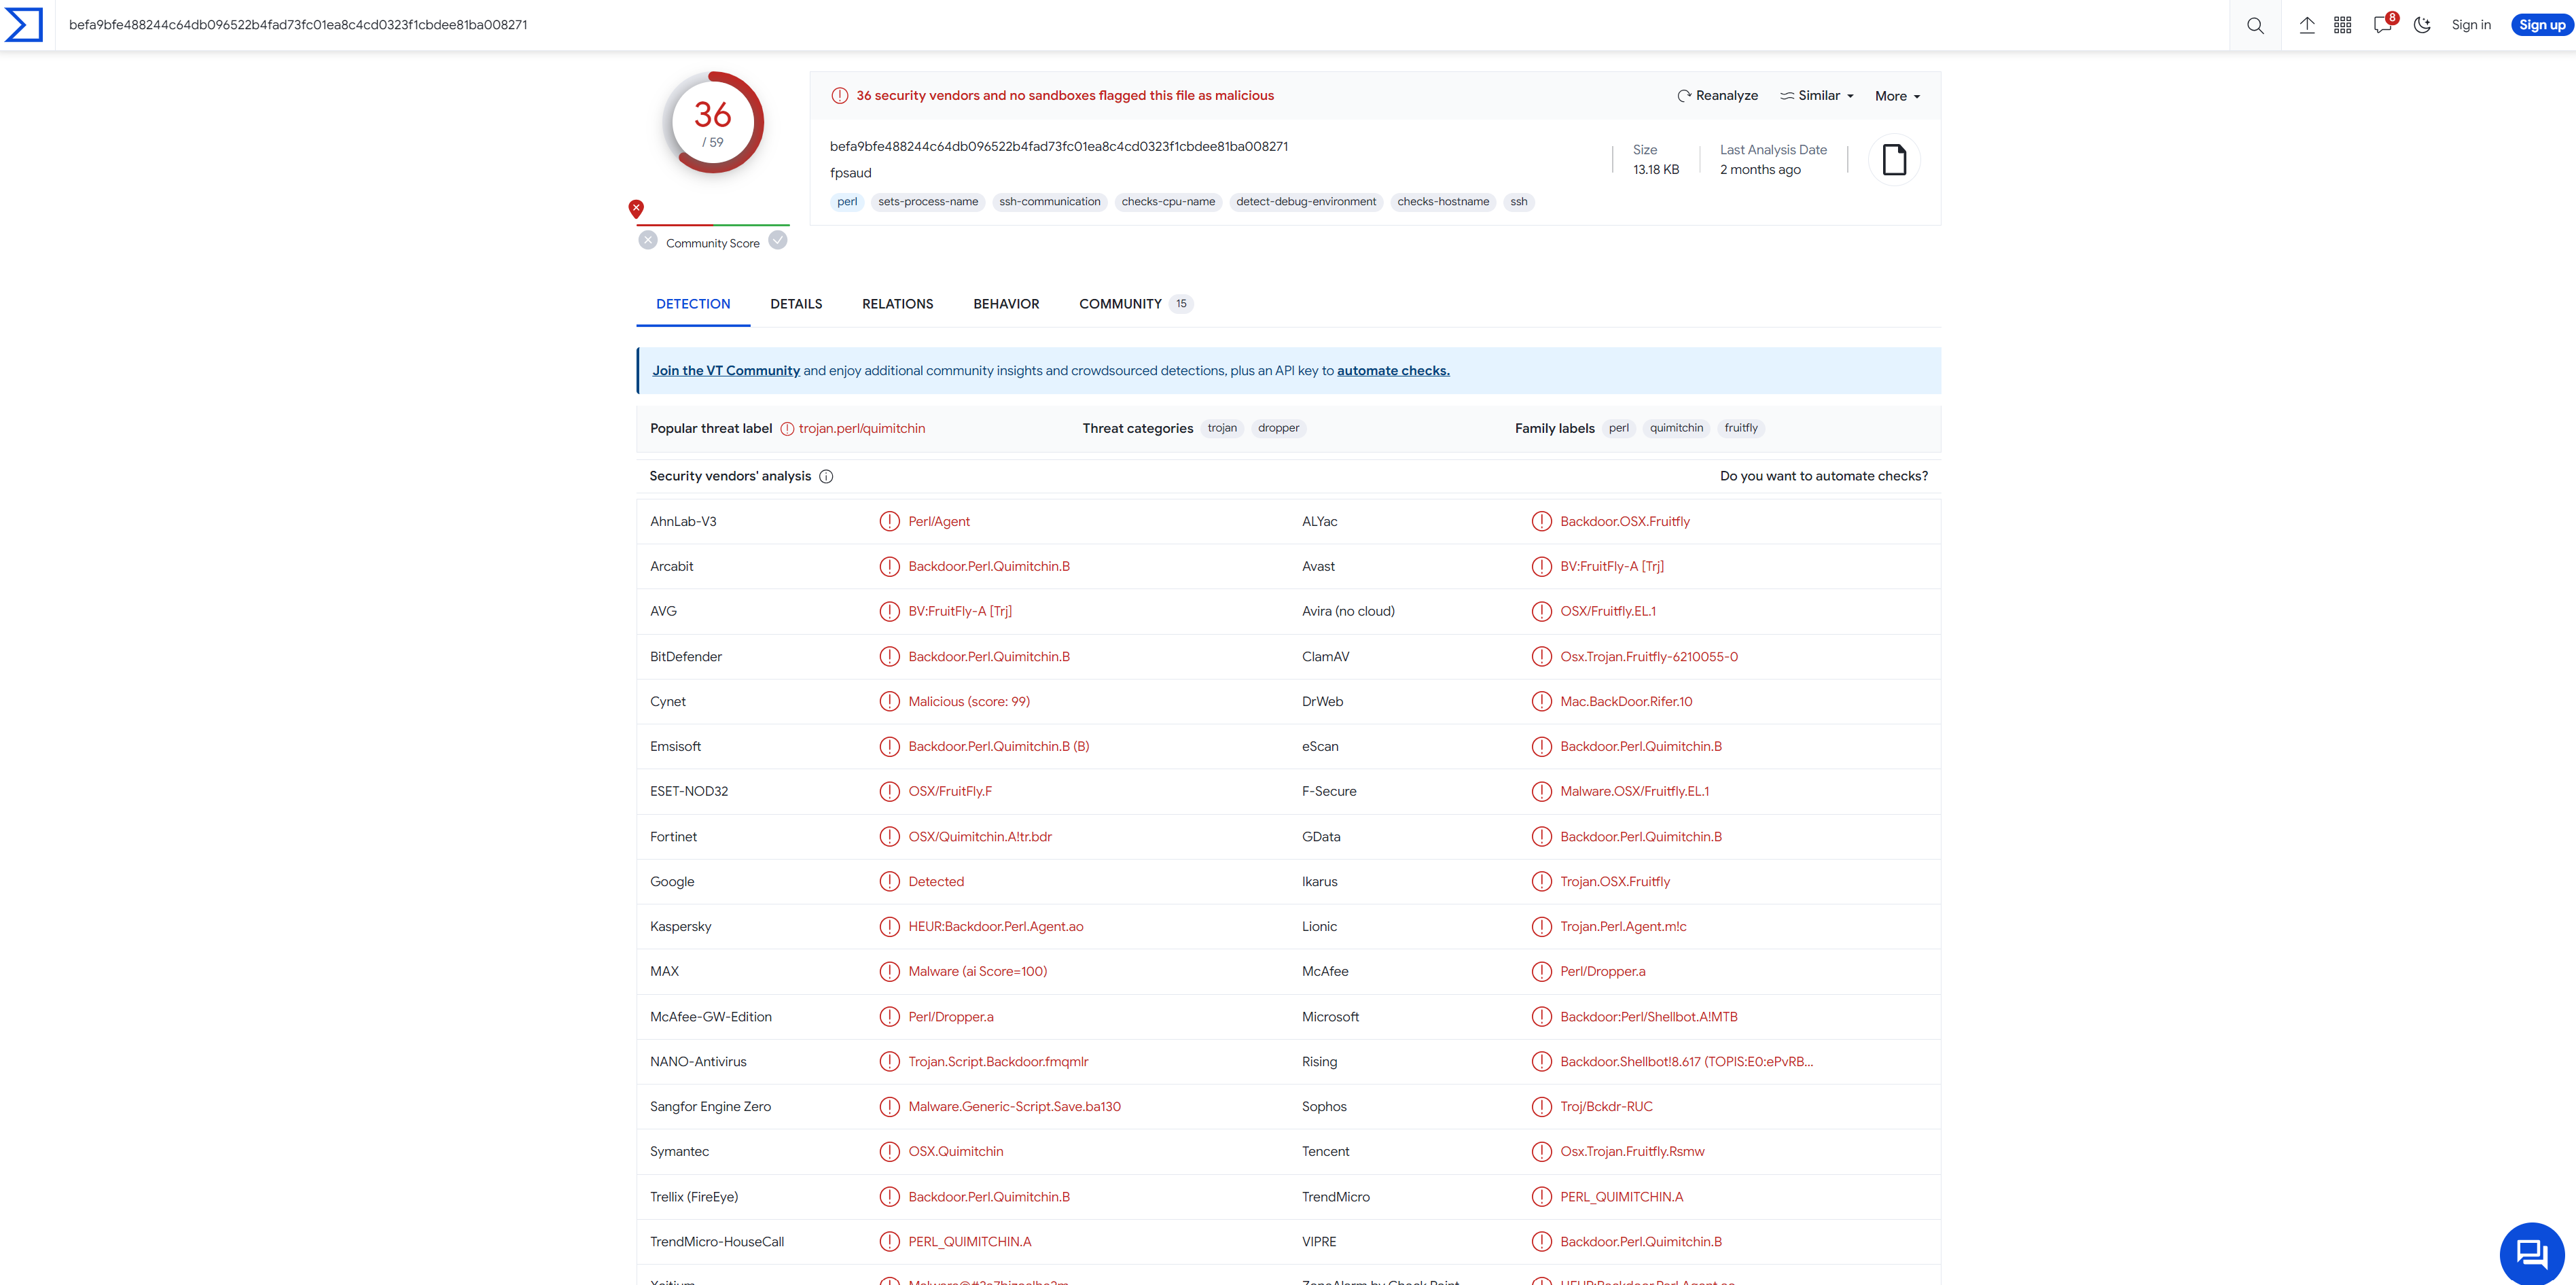 befa9bfe488244c64db096522b4fad73fc01ea8c4cd0323f1cbdee81ba008271
8
Sign in
Sign up
36
/ 59
Community Score
36 security vendors and no sandboxes flagged this file as malicious
Reanalyze
Similar
More
befa9bfe488244c64db096522b4fad73fc01ea8c4cd0323f1cbdee81ba008271
fpsaud
Size
13.18 KB
Last Analysis Date
2 months ago
perl sets-process-name ssh-communication checks-cpu-name detect-debug-environment checks-hostname ssh
DETECTION DETAILS RELATIONS BEHAVIOR COMMUNITY 15
Join the VT Community and enjoy additional community insights and crowdsourced detections, plus an API key to automate checks.
Popular threat label trojan.perl/quimitchin Threat categories trojan dropper Family labels perl quimitchin fruitfly
Security vendors' analysis Do you want to automate checks?
AhnLab-V3 Perl/Agent ALYac Backdoor.OSX.Fruitfly
Arcabit Backdoor.Perl.Quimitchin.B Avast BV:FruitFly-A [Trj]
AVG BV:FruitFly-A [Trj] Avira (no cloud) OSX/Fruitfly.EL.1
BitDefender Backdoor.Perl.Quimitchin.B ClamAV Osx.Trojan.Fruitfly-6210055-0
Cynet Malicious (score: 99) DrWeb Mac.BackDoor.Rifer.10
Emsisoft Backdoor.Perl.Quimitchin.B (B) eScan Backdoor.Perl.Quimitchin.B
ESET-NOD32 OSX/FruitFly.F F-Secure Malware.OSX/Fruitfly.EL.1
Fortinet OSX/Quimitchin.A!tr.bdr GData Backdoor.Perl.Quimitchin.B
Google Detected Ikarus Trojan.OSX.Fruitfly
Kaspersky HEUR:Backdoor.Perl.Agent.ao Lionic Trojan.Perl.Agent.m!c
MAX Malware (ai Score=100) McAfee Perl/Dropper.a
McAfee-GW-Edition Perl/Dropper.a Microsoft Backdoor:Perl/Shellbot.A!MTB
NANO-Antivirus Trojan.Script.Backdoor.fmqmlr Rising Backdoor.Shellbot!8.617 (TOPIS:E0:ePvRB...
Sangfor Engine Zero Malware.Generic-Script.Save.ba130 Sophos Troj/Bckdr-RUC
Symantec OSX.Quimitchin Tencent Osx.Trojan.Fruitfly.Rsmw
Trellix (FireEye) Backdoor.Perl.Quimitchin.B TrendMicro PERL_QUIMITCHIN.A
TrendMicro-HouseCall PERL_QUIMITCHIN.A VIPRE Backdoor.Perl.Quimitchin.B